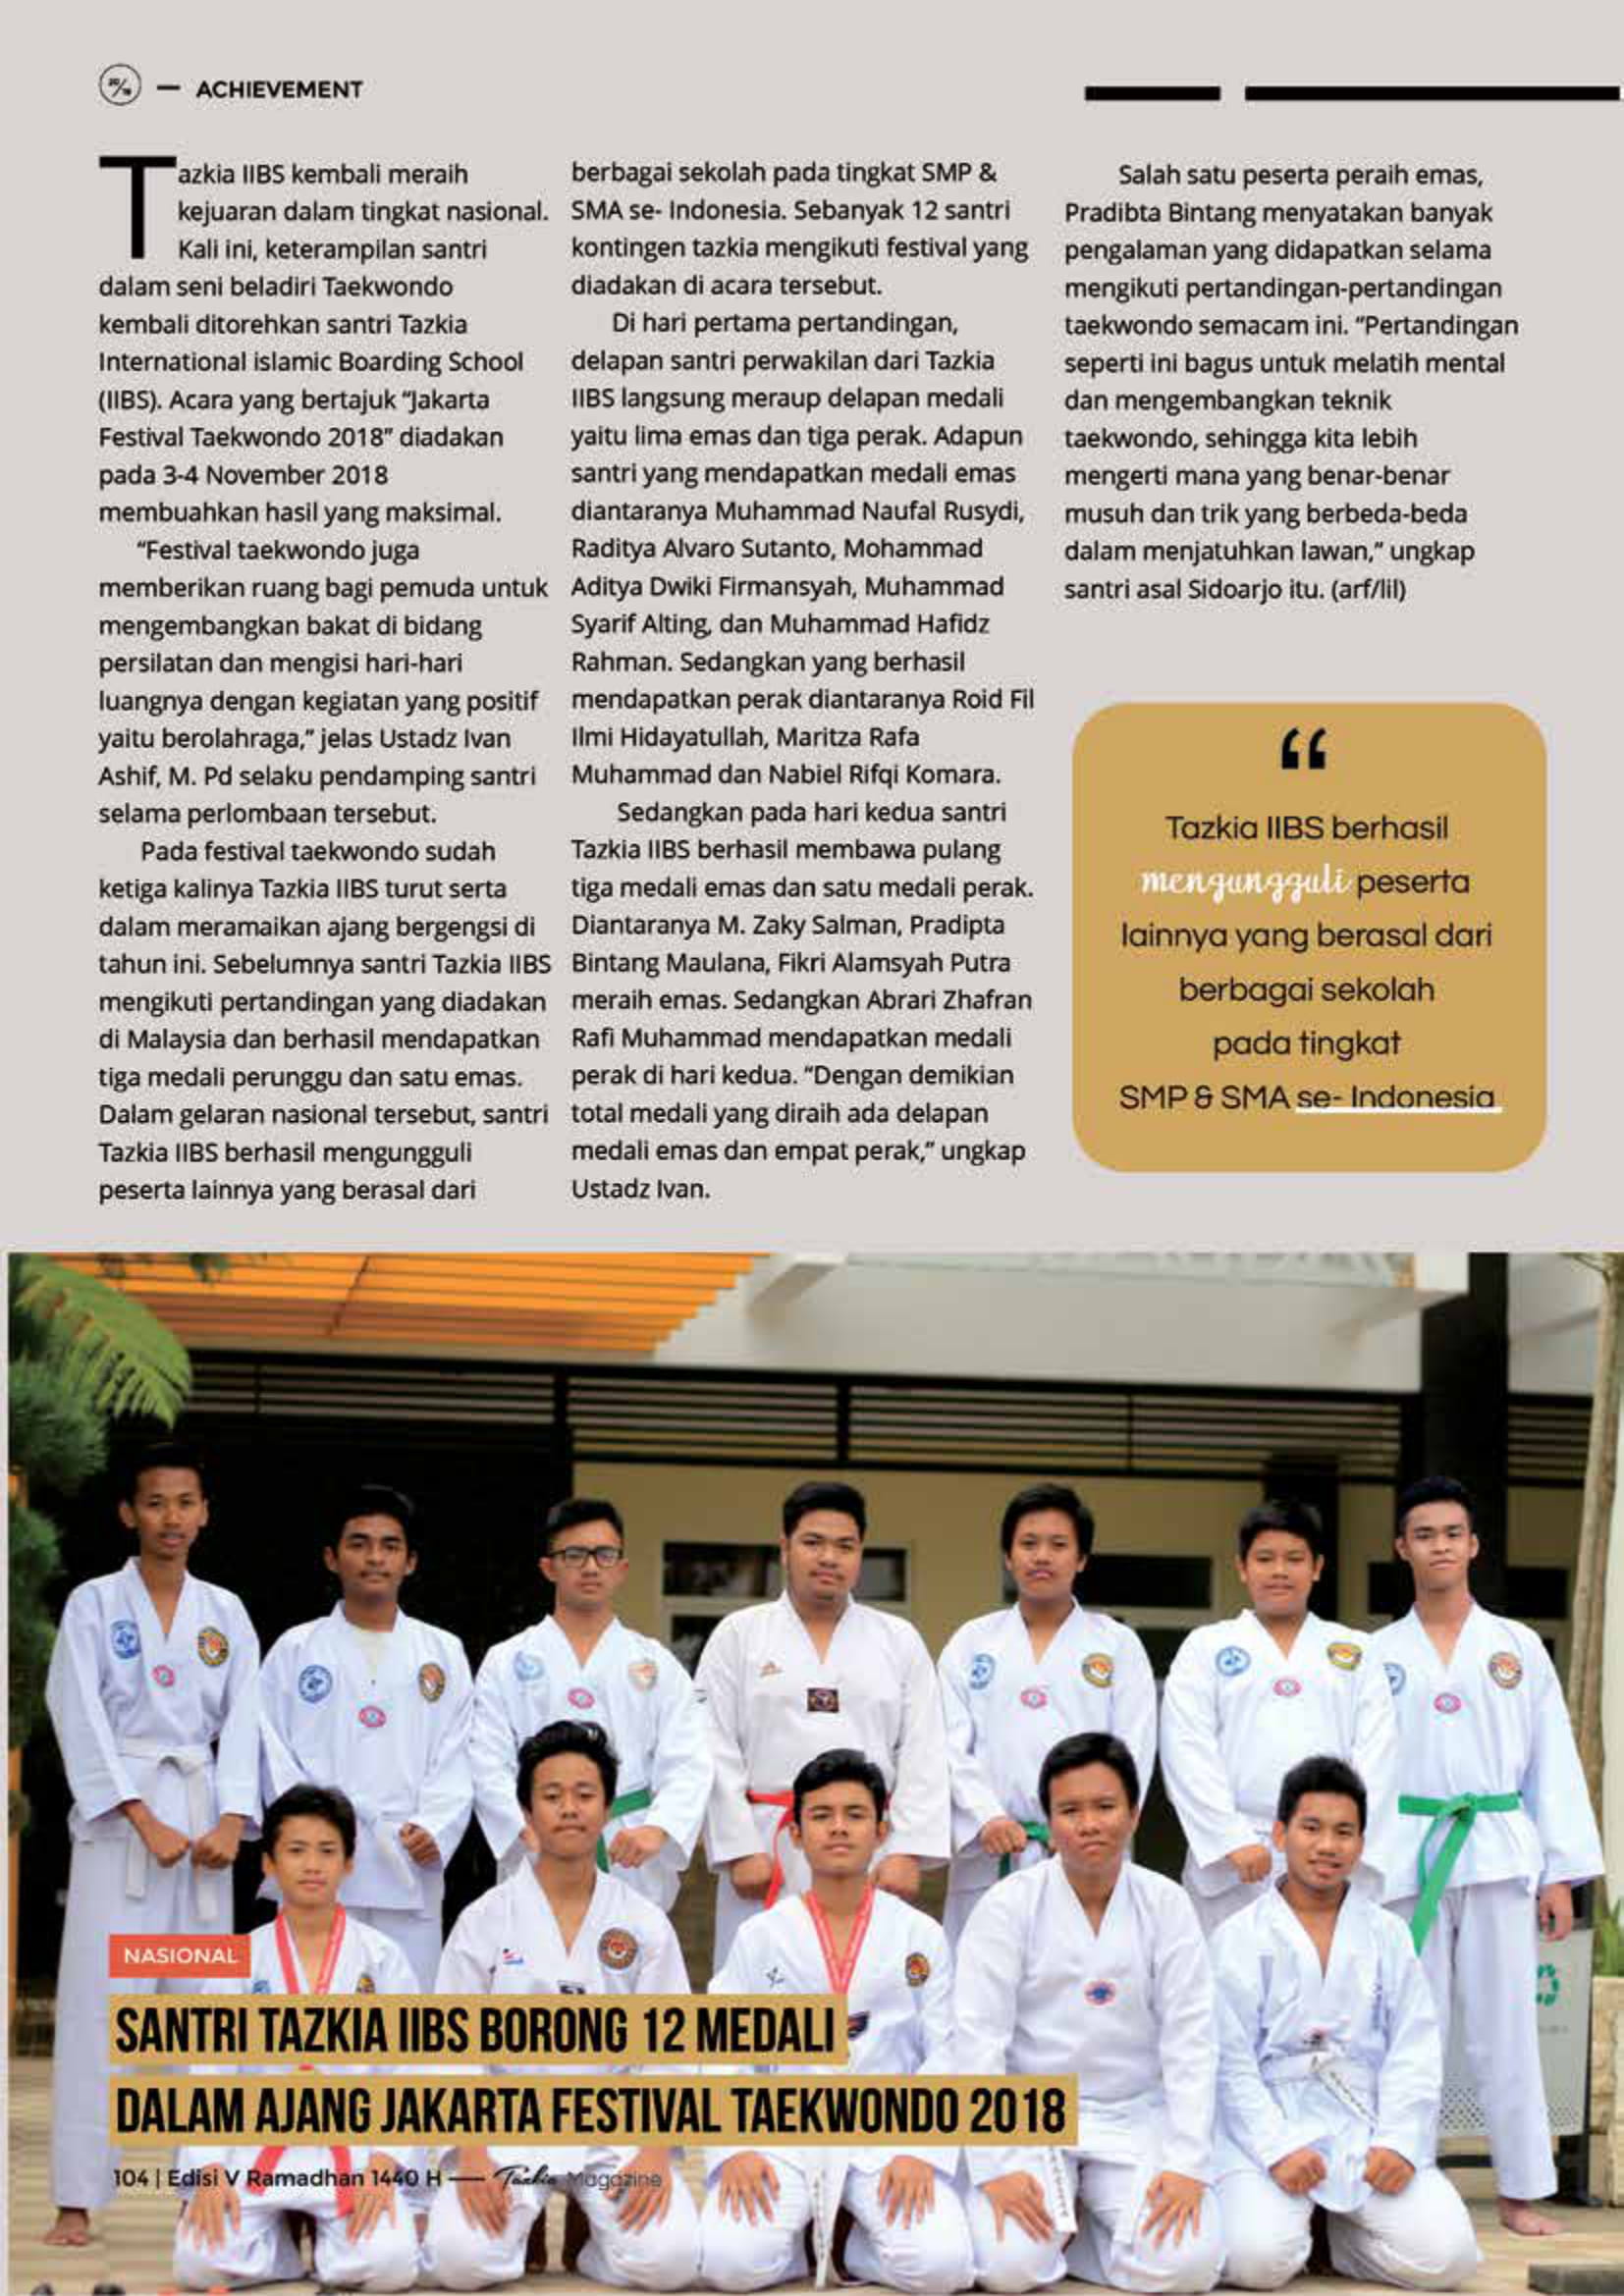 ACHIEVEMENT
Tazkia IIBS kembali meraih
kejuaran dalam tingkat nasional.
Kali ini, keterampilan santri
dalam seni beladiri Taekwondo
kembali ditorehkan santri Tazkia
International islamic Boarding School
(IIBS). Acara yang bertajuk “Jakarta
Festival Taekwondo 2018” diadakan
pada 3-4 November 2018
membuahkan hasil yang maksimal.
“Festival taekwondo juga
memberikan ruang bagi pemuda untuk
mengembangkan bakat di bidang
persilatan dan mengisi hari-hari
luangnya dengan kegiatan yang positif
yaitu berolahraga,” jelas Ustadz Ivan
Ashif, M. Pd selaku pendamping santri
selama perlombaan tersebut.
Pada festival taekwondo sudah
ketiga kalinya Tazkia IIBS turut serta
dalam meramaikan ajang bergengsi di
tahun ini. Sebelumnya santri Tazkia IIBS
mengikuti pertandingan yang diadakan
di Malaysia dan berhasil mendapatkan
tiga medali perunggu dan satu emas.
Dalam gelaran nasional tersebut, santri
Tazkia IIBS berhasil mengungguli
peserta lainnya yang berasal dari
berbagai sekolah pada tingkat SMP &
SMA se- Indonesia. Sebanyak 12 santri
kontingen tazkia mengikuti festival yang
diadakan di acara tersebut.
Di hari pertama pertandingan,
delapan santri perwakilan dari Tazkia
IIBS langsung meraup delapan medali
yaitu lima emas dan tiga perak. Adapun
santri yang mendapatkan medali emas
diantaranya Muhammad Naufal Rusydi,
Raditya Alvaro Sutanto, Mohammad
Aditya Dwiki Firmansyah, Muhammad
Syarif Alting, dan Muhammad Hafidz
Rahman. Sedangkan yang berhasil
mendapatkan perak diantaranya Roid Fil
Ilmi Hidayatullah, Maritza Rafa
Muhammad dan Nabiel Rifqi Komara.
Sedangkan pada hari kedua santri
Tazkia IIBS berhasil membawa pulang
tiga medali emas dan satu medali perak.
Diantaranya M. Zaky Salman, Pradipta
Bintang Maulana, Fikri Alamsyah Putra
meraih emas. Sedangkan Abrari Zhafran
Rafi Muhammad mendapatkan medali
perak di hari kedua. “Dengan demikian
total medali yang diraih ada delapan
medali emas dan empat perak,” ungkap
Ustadz Ivan.
Salah satu peserta peraih emas,
Pradibta Bintang menyatakan banyak
pengalaman yang didapatkan selama
mengikuti pertandingan-pertandingan
taekwondo semacam ini. “Pertandingan
seperti ini bagus untuk melatih mental
dan mengembangkan teknik
taekwondo, sehingga kita lebih
mengerti mana yang benar-benar
musuh dan trik yang berbeda-beda
dalam menjatuhkan lawan,” ungkap
santri asal Sidoarjo itu. (arf/lil)
“
Tazkia IIBS berhasil
mengungguli peserta
lainnya yang berasal dari
berbagai sekolah
pada tingkat
SMP & SMA se- Indonesia
NASIONAL
SANTRI TAZKIA IIBS BORONG 12 MEDALI
DALAM AJANG JAKARTA FESTIVAL TAEKWONDO 2018
104 | Edisi V Ramadhan 1440 H — Tazkia Magazine